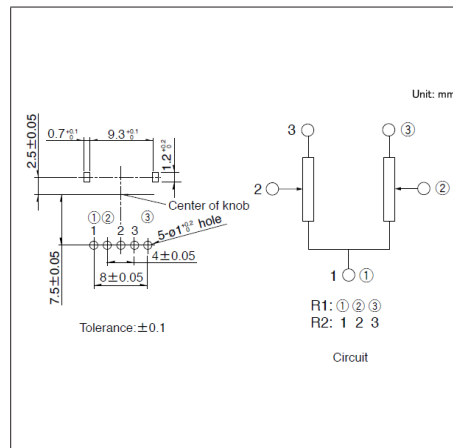 Unit: mm
0.7 +0.1 0
9.3 +0.1 0
2.5±0.05
1.2 +0.2 0
Center of knob
① ② ③
1 2 3
5-ø1 +0.2 0 hole
7.5±0.05
4±0.05
8±0.05
Tolerance:±0.1
3
③
2
②
1 ①
R1: ① ② ③
R2: 1 2 3
Circuit